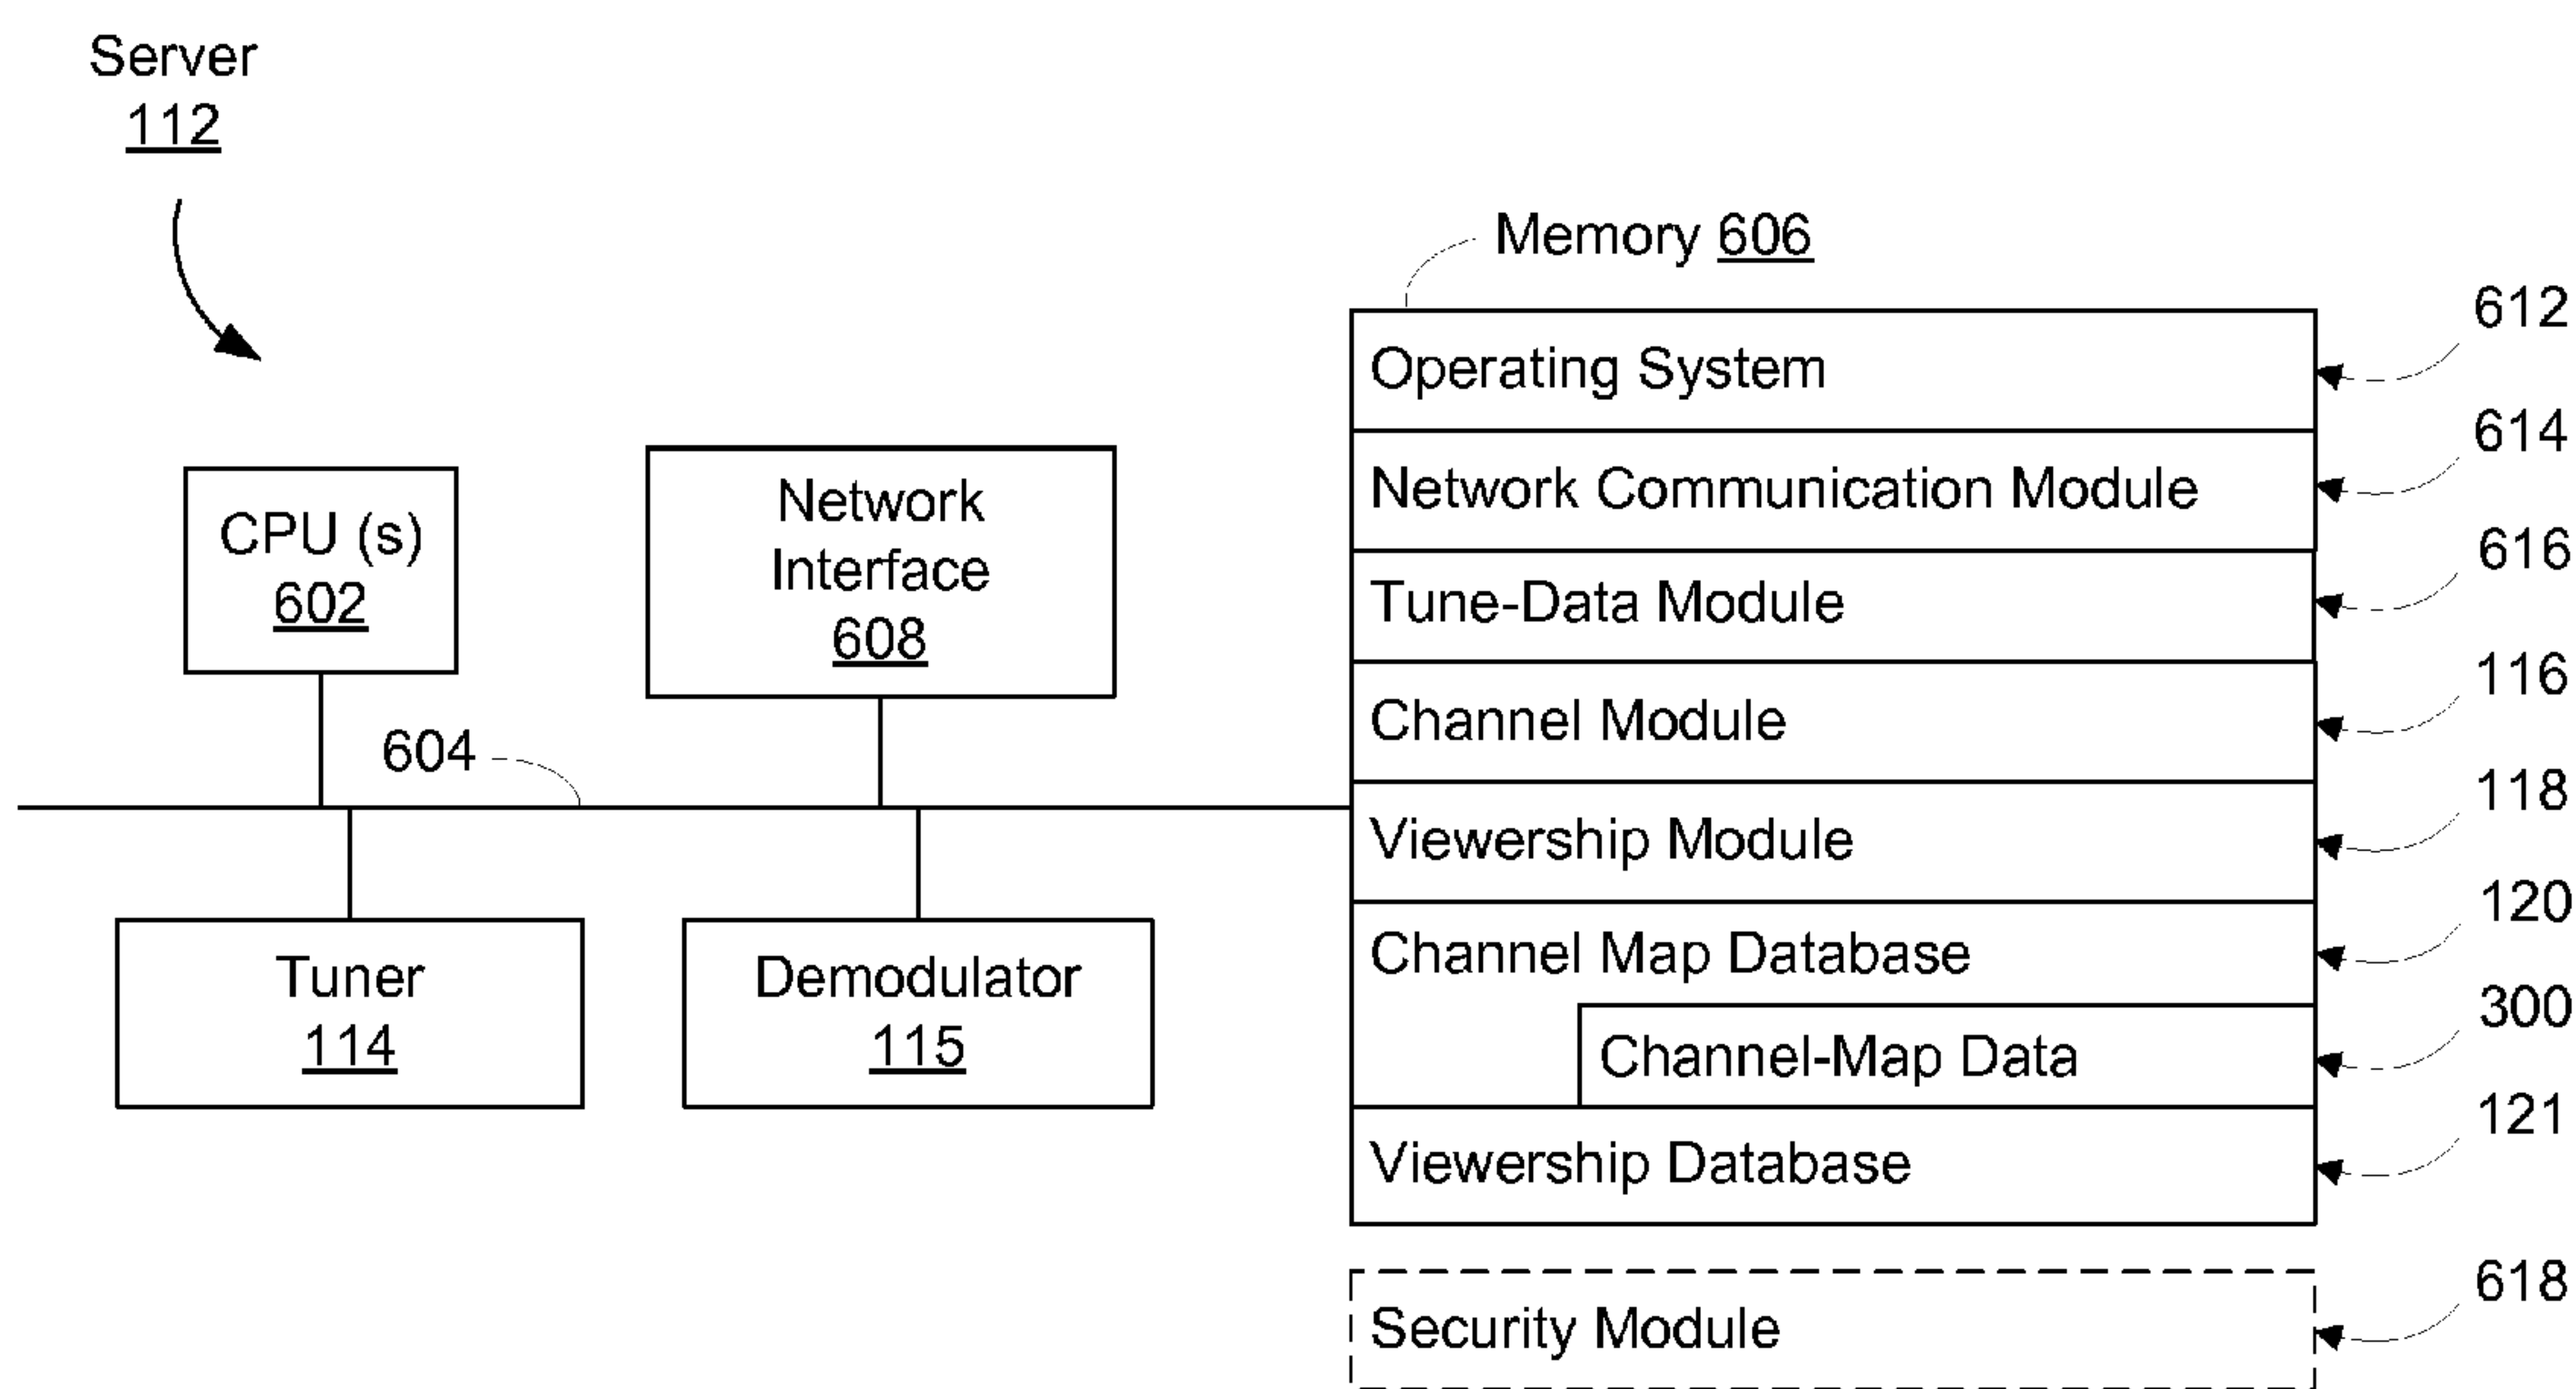 Server
112
Memory 606
Operating System
612
Network Communication Module
614
Tune-Data Module
616
Channel Module
116
Viewership Module
118
Channel Map Database
120
Channel-Map Data
300
Viewership Database
121
Security Module
618
CPU (s)
602
Network
Interface
608
604
Tuner
114
Demodulator
115